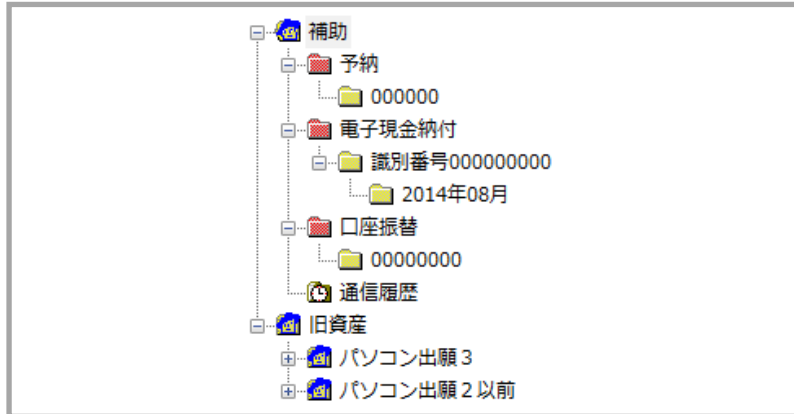 補助
予納
000000
電子現金納付
識別番号000000000
2014年08月
口座振替
00000000
通信履歴
旧資産
パソコン出願３
パソコン出願２以前